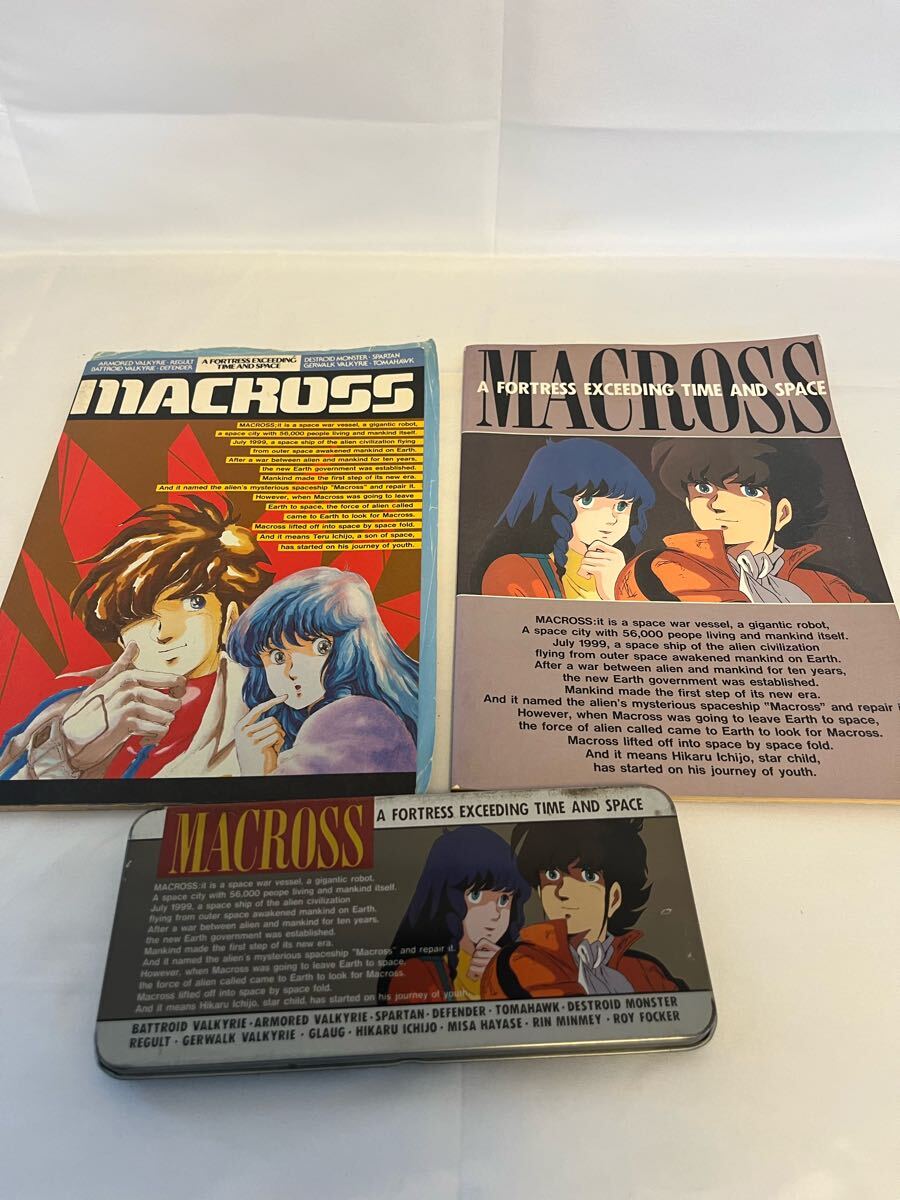 ARMORED VALKYRIE · REGULT
BATTROID VALKYRIE · DEFENDER
A FORTRESS EXCEEDING
TIME AND SPACE
DESTROID MONSTER · SPARTAN
GERWALK VALKYRIE · TOMAHAWK
MACROSS
MACROSS;it is a space war vessel, a gigantic robot,
a space city with 56,000 people living and mankind itself.
July 1999, a space ship of the alien civilization flying
from outer space awakened mankind on Earth.
After a war between alien and mankind for ten years,
the new Earth government was established.
Mankind made the first step of its new era.
And it named the alien's mysterious spaceship "Macross" and repair it.
However, when Macross was going to leave
Earth to space, the force of alien called
came to Earth to look for Macross.
Macross lifted off into space by space fold.
And it means Teru Ichijo, a son of space,
has started on his journey of youth.
MACROSS
A FORTRESS EXCEEDING TIME AND SPACE
MACROSS:it is a space war vessel, a gigantic robot,
A space city with 56,000 peope living and mankind itself.
July 1999, a space ship of the alien civilization
flying from outer space awakened mankind on Earth.
After a war between alien and mankind for ten years,
the new Earth government was established.
Mankind made the first step of its new era.
And it named the alien's mysterious spaceship "Macross" and repair i
However, when Macross was going to leave Earth to space,
the force of alien called came to Earth to look for Macross.
Macross lifted off into space by space fold.
And it means Hikaru Ichijo, star child,
has started on his journey of youth.
MACROSS
A FORTRESS EXCEEDING TIME AND SPACE
MACROSS:it is a space war vessel, a gigantic robot,
A space city with 56,000 peope living and mankind itself.
July 1999, a space ship of the alien civilization
flying from outer space awakened mankind on Earth.
After a war between alien and mankind for ten years,
the new Earth government was established.
Mankind made the first step of its new era.
And it named the alien's mysterious spaceship "Macross" and repair it.
However, when Macross was going to leave Earth to space,
the force of alien called came to Earth to look for Macross.
Macross lifted off into space by space fold.
And it means Hikaru Ichijo, star child, has started on his journey of youth.
BATTROID VALKYRIE · ARMORED VALKYRIE · SPARTAN · DEFENDER · TOMAHAWK · DESTROID MONSTER
REGULT · GERWALK VALKYRIE · GLAUG · HIKARU ICHIJO · MISA HAYASE · RIN MINMEY · ROY FOCKER